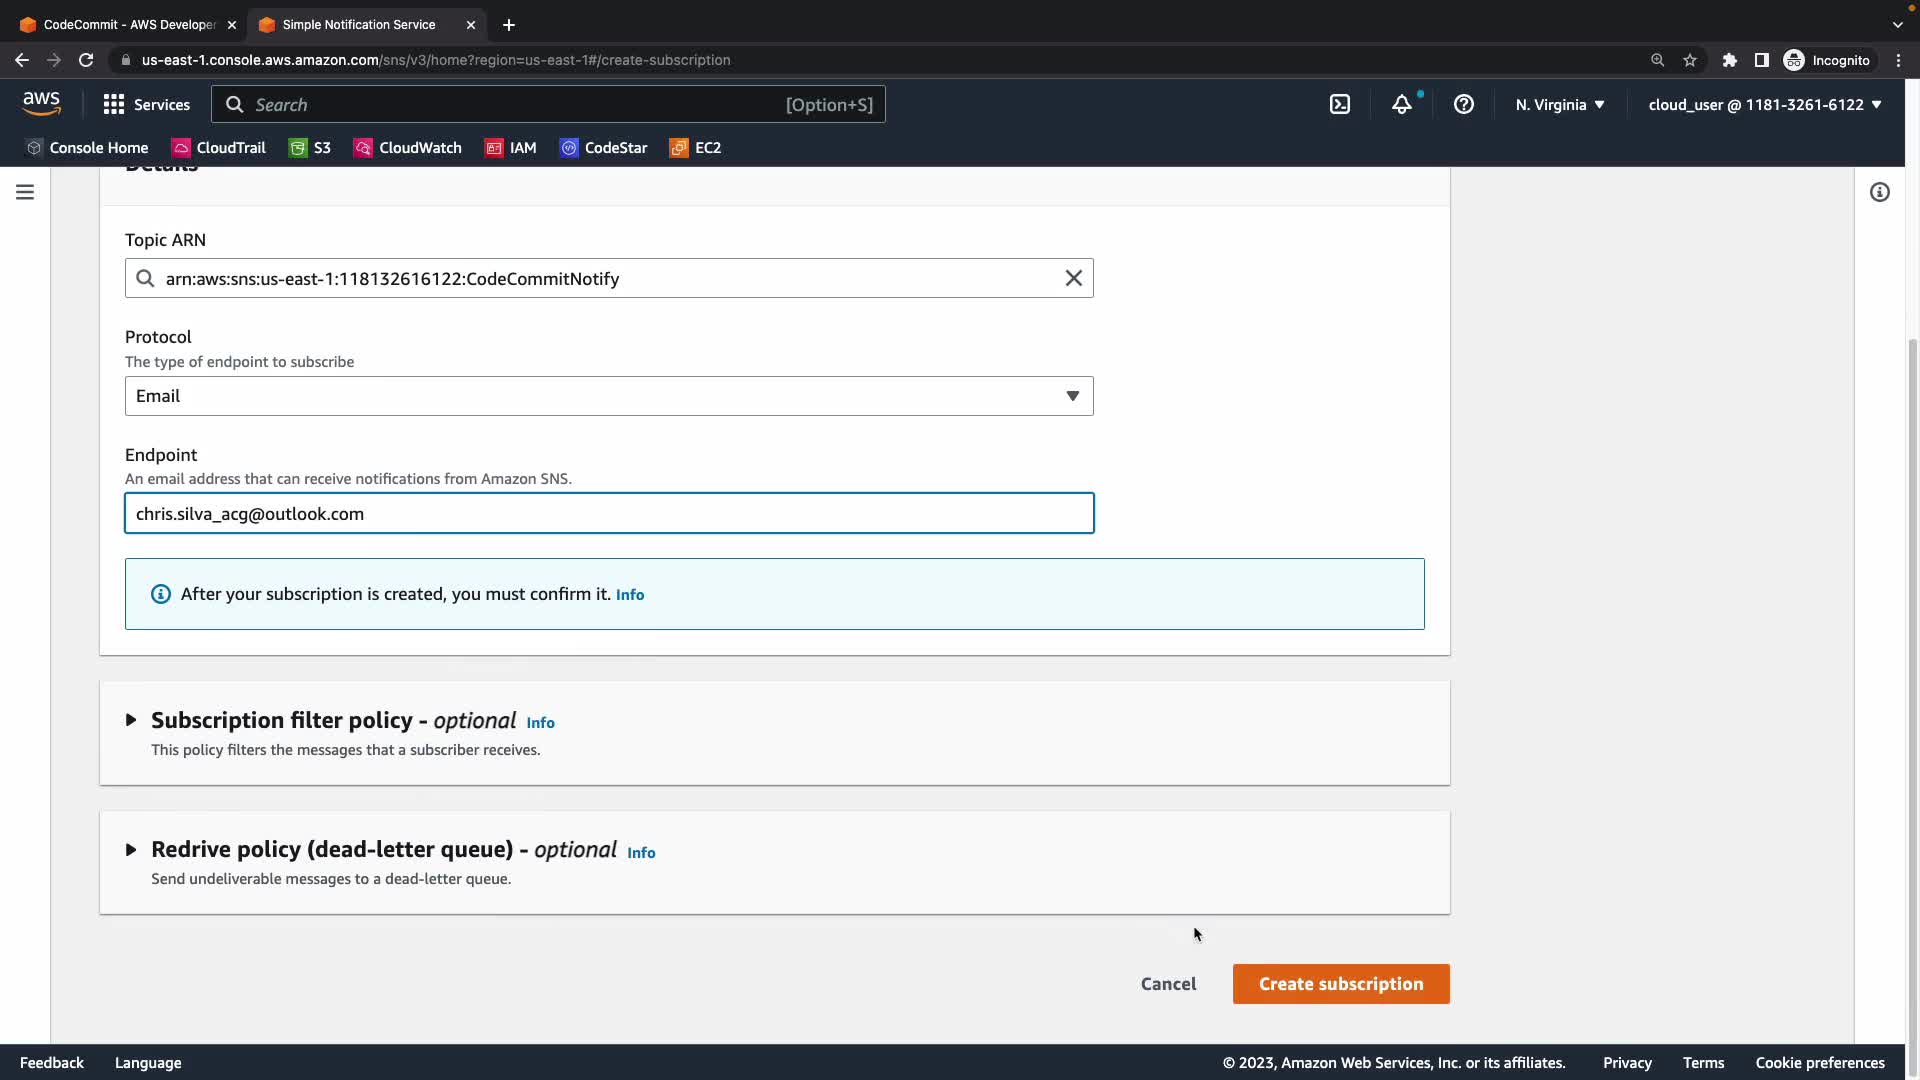 CodeCommit - AWS Developer
Simple Notification Service
us-east-1.console.aws.amazon.com/sns/v3/home?region=us-east-1#/create-subscription
Incognito
aws
Services
Search
[Option+S]
N. Virginia
cloud_user @ 1181-3261-6122
Console Home
CloudTrail
S3
CloudWatch
IAM
CodeStar
EC2
Details
Topic ARN
arn:aws:sns:us-east-1:118132616122:CodeCommitNotify
Protocol
The type of endpoint to subscribe
Email
Endpoint
An email address that can receive notifications from Amazon SNS.
chris.silva_acg@outlook.com
After your subscription is created, you must confirm it. Info
Subscription filter policy - optional Info
This policy filters the messages that a subscriber receives.
Redrive policy (dead-letter queue) - optional Info
Send undeliverable messages to a dead-letter queue.
Cancel
Create subscription
Feedback
Language
© 2023, Amazon Web Services, Inc. or its affiliates.
Privacy
Terms
Cookie preferences